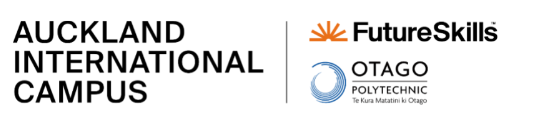 AUCKLAND
INTERNATIONAL
CAMPUS
FutureSkills
OTAGO
POLYTECHNIC
Te Kura Matatini ki Otago